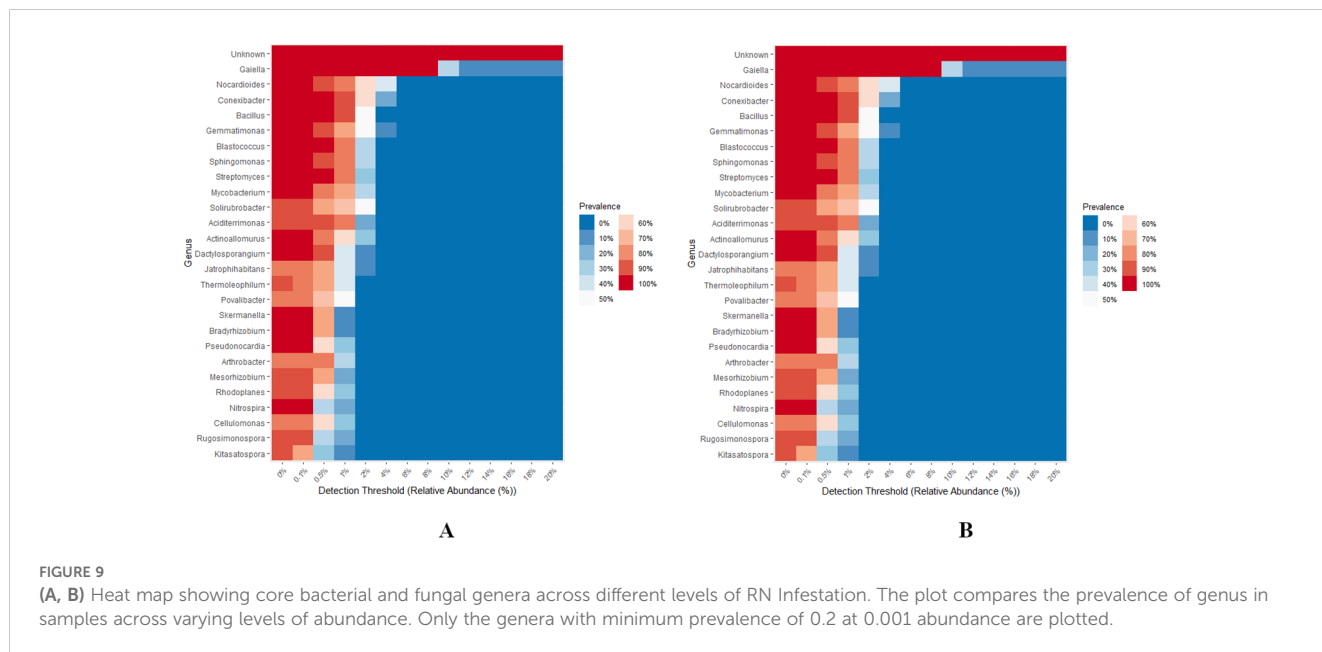 Unknown
Gaiella
Nocardioides
Conexibacter
Bacillus
Gemmatimonas
Blastococcus
Sphingomonas
Streptomyces
Mycobacterium
Solirubrobacter
Aciditerrimonas
Actinoallomurus
Dactylosporangium
Jatrophihabitans
Thermoleophilum
Povalibacter
Skermanella
Bradyrhizobium
Pseudonocardia
Arthrobacter
Mesorhizobium
Rhodoplanes
Nitrospira
Cellulomonas
Rugosimonospora
Kitasatospora
Genus
0% 0.1% 0.5% 1% 2% 4% 6% 8% 10% 12% 14% 16% 18% 20%
Detection Threshold (Relative Abundance (%))
Prevalence
0% 60%
10% 70%
20% 80%
30% 90%
40% 100%
50%
A
Unknown
Gaiella
Nocardioides
Conexibacter
Bacillus
Gemmatimonas
Blastococcus
Sphingomonas
Streptomyces
Mycobacterium
Solirubrobacter
Aciditerrimonas
Actinoallomurus
Dactylosporangium
Jatrophihabitans
Thermoleophilum
Povalibacter
Skermanella
Bradyrhizobium
Pseudonocardia
Arthrobacter
Mesorhizobium
Rhodoplanes
Nitrospira
Cellulomonas
Rugosimonospora
Kitasatospora
Genus
0% 0.1% 0.5% 1% 2% 4% 6% 8% 10% 12% 14% 16% 18% 20%
Detection Threshold (Relative Abundance (%))
Prevalence
0% 60%
10% 70%
20% 80%
30% 90%
40% 100%
50%
B
FIGURE 9
(A, B) Heat map showing core bacterial and fungal genera across different levels of RN Infestation. The plot compares the prevalence of genus in
samples across varying levels of abundance. Only the genera with minimum prevalence of 0.2 at 0.001 abundance are plotted.